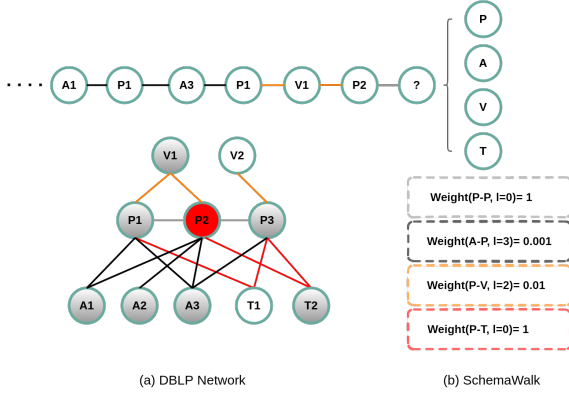 P
A
V
T
. . . . A1 P1 A3 P1 V1 P2 ?
V1 V2
P1 P2 P3
A1 A2 A3 T1 T2
Weight(P-P, l=0)= 1
Weight(A-P, l=3)= 0.001
Weight(P-V, l=2)= 0.01
Weight(P-T, l=0)= 1
(a) DBLP Network
(b) SchemaWalk